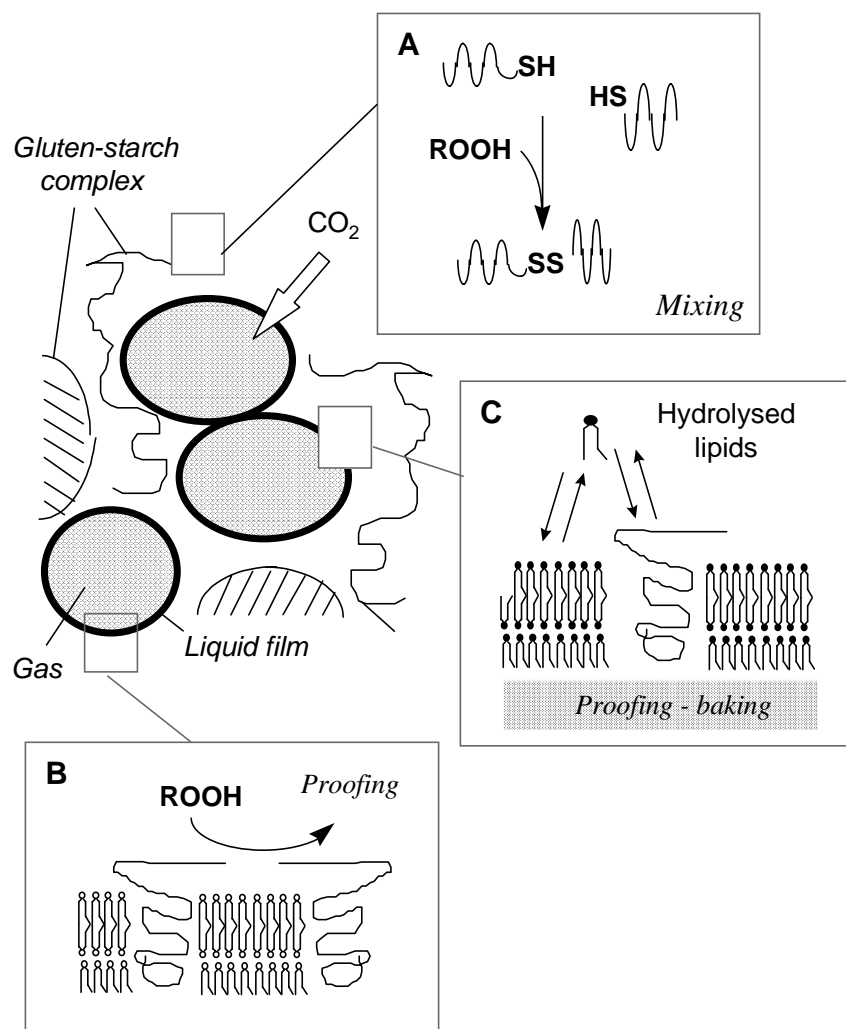 A
SH
HS
ROOH
SS
Mixing
Gluten-starch
complex
CO₂
C
Hydrolysed
lipids
Proofing - baking
Liquid film
Gas
B
ROOH
Proofing